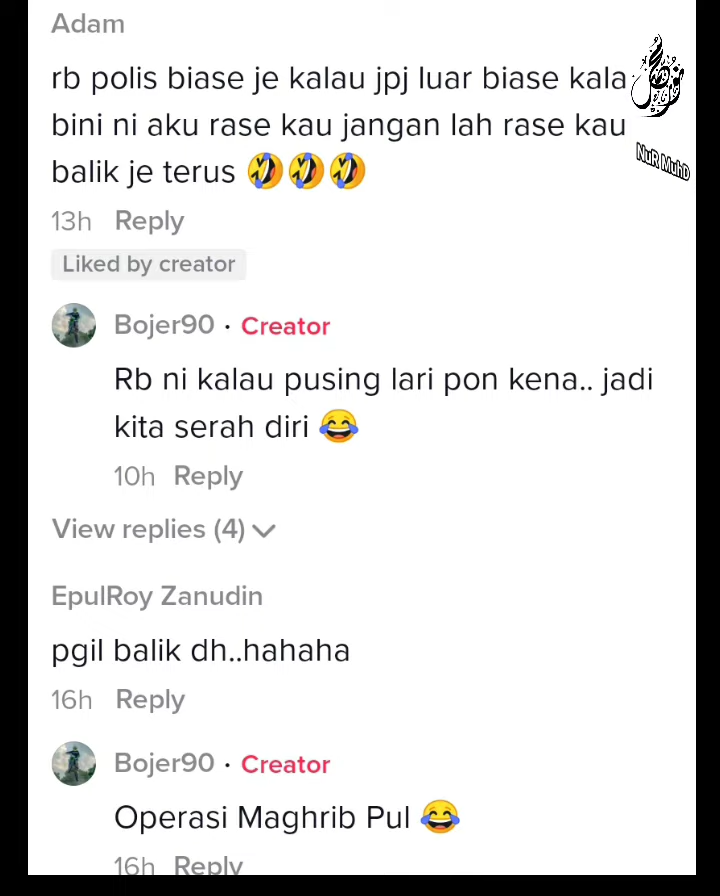 Adam
rb polis biase je kalau jpj luar biase kala
bini ni aku rase kau jangan lah rase kau
balik je terus 🤣🤣🤣
13h Reply
Liked by creator
Bojer90 · Creator
Rb ni kalau pusing lari pon kena.. jadi
kita serah diri 😂
10h Reply
View replies (4)
EpulRoy Zanudin
pgil balik dh..hahaha
16h Reply
Bojer90 · Creator
Operasi Maghrib Pul 😂
16h Reply
NuR MuhD